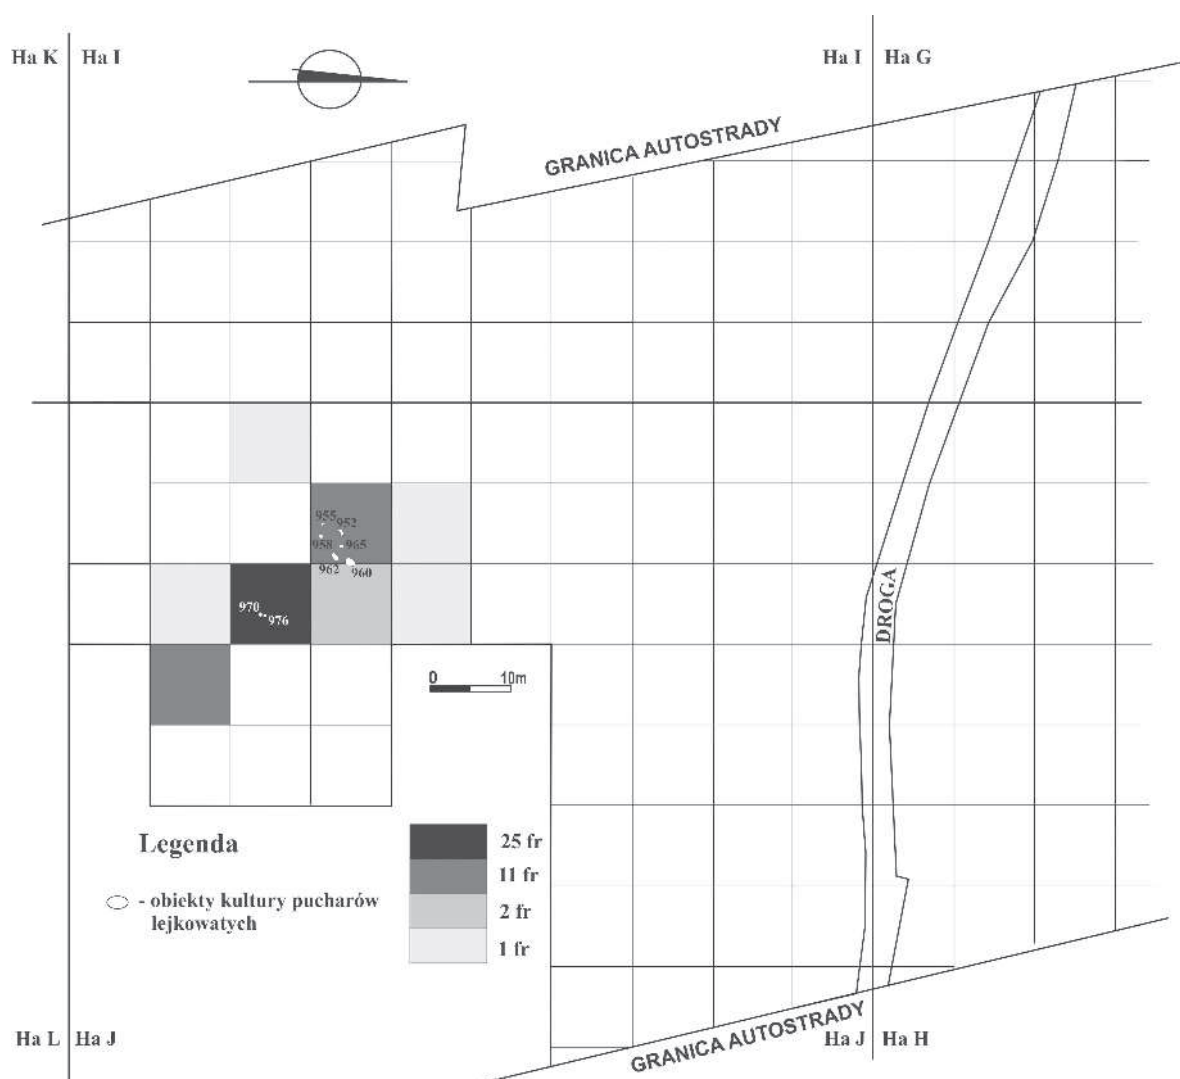 Ha K
Ha I
Ha I
Ha G
GRANICA AUTOSTRADY
955
952
958
965
962
960
970
976
DROGA
0
10m
Legenda
- obiekty kultury pucharów
lejkowatych
25 fr
11 fr
2 fr
1 fr
Ha L
Ha J
GRANICA AUTOSTRADY
Ha J
Ha H